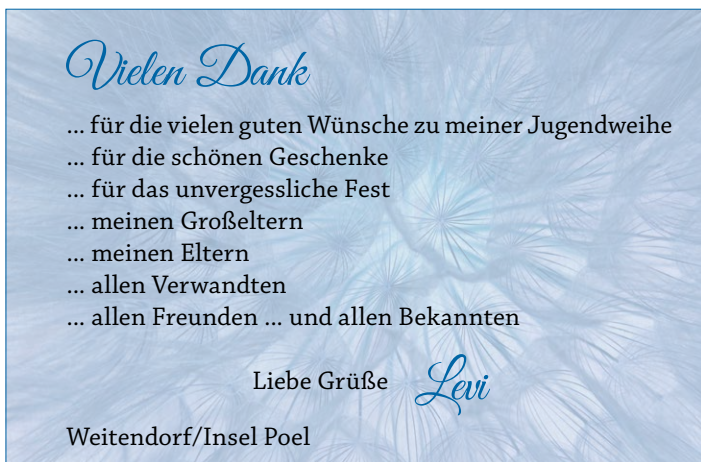 Vielen Dank
... für die vielen guten Wünsche zu meiner Jugendweihe
... für die schönen Geschenke
... für das unvergessliche Fest
... meinen Großeltern
... meinen Eltern
... allen Verwandten
... allen Freunden ... und allen Bekannten
Liebe Grüße Levi
Weitendorf/Insel Poel